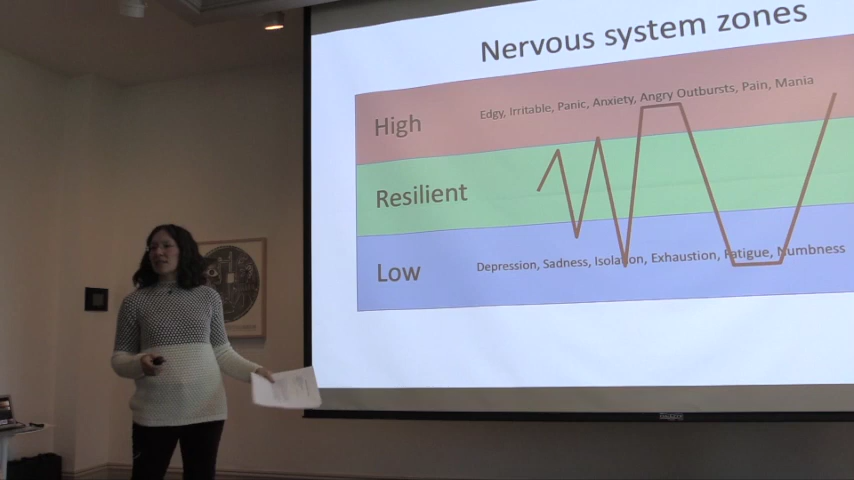 Nervous system zones
High
Edgy, Irritable, Panic, Anxiety, Angry Outbursts, Pain, Mania
Resilient
Low
Depression, Sadness, Isolation, Exhaustion, Fatigue, Numbness